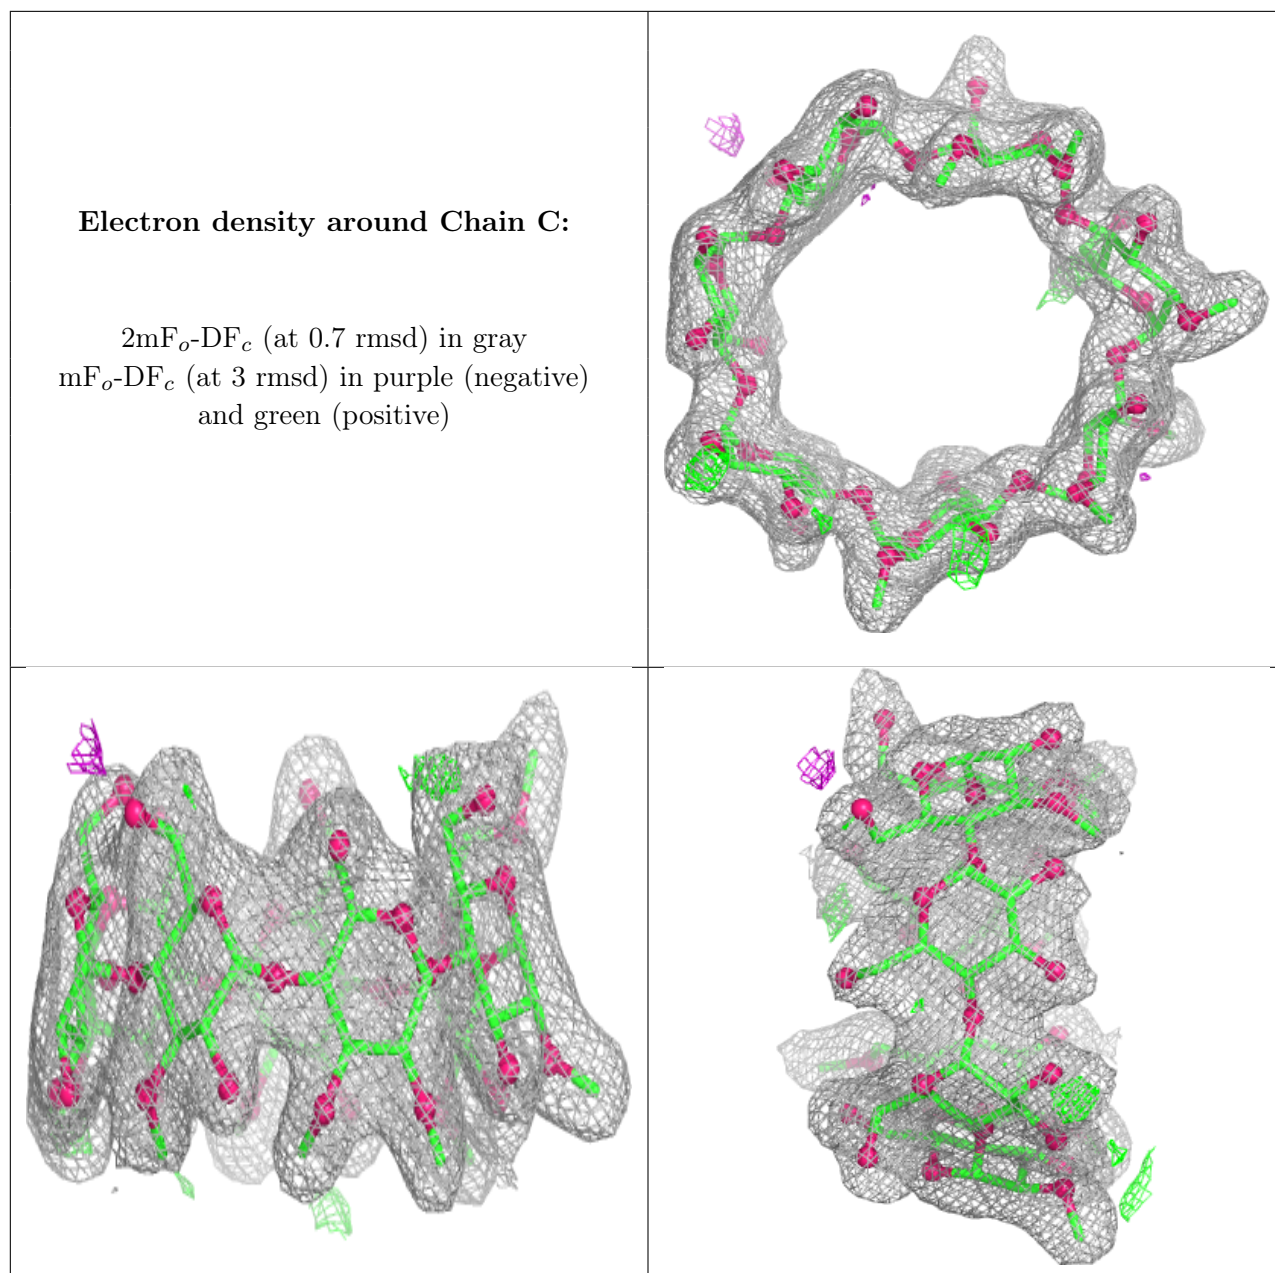 Electron density around Chain C:
2mFo-DFc (at 0.7 rmsd) in gray
mFo-DFc (at 3 rmsd) in purple (negative)
and green (positive)